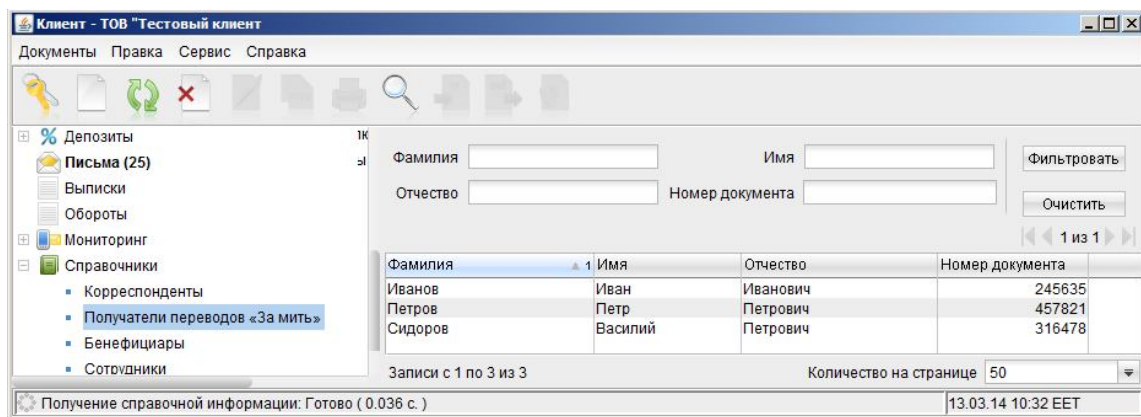 Клиент - ТОВ "Тестовый клиент
Документы Правка Сервис Справка
Депозиты
Письма (25)
Выписки
Обороты
Мониторинг
Справочники
Корреспонденты
Получатели переводов «За мить»
Бенефициары
Сотрудники
Фамилия Имя Фильтровать
Отчество Номер документа Очистить
1 из 1
Фамилия 1 Имя Отчество Номер документа
Иванов Иван Иванович 245635
Петров Петр Петрович 457821
Сидоров Василий Петрович 316478
Записи с 1 по 3 из 3 Количество на странице 50
Получение справочной информации: Готово ( 0.036 с. ) 13.03.14 10:32 EET